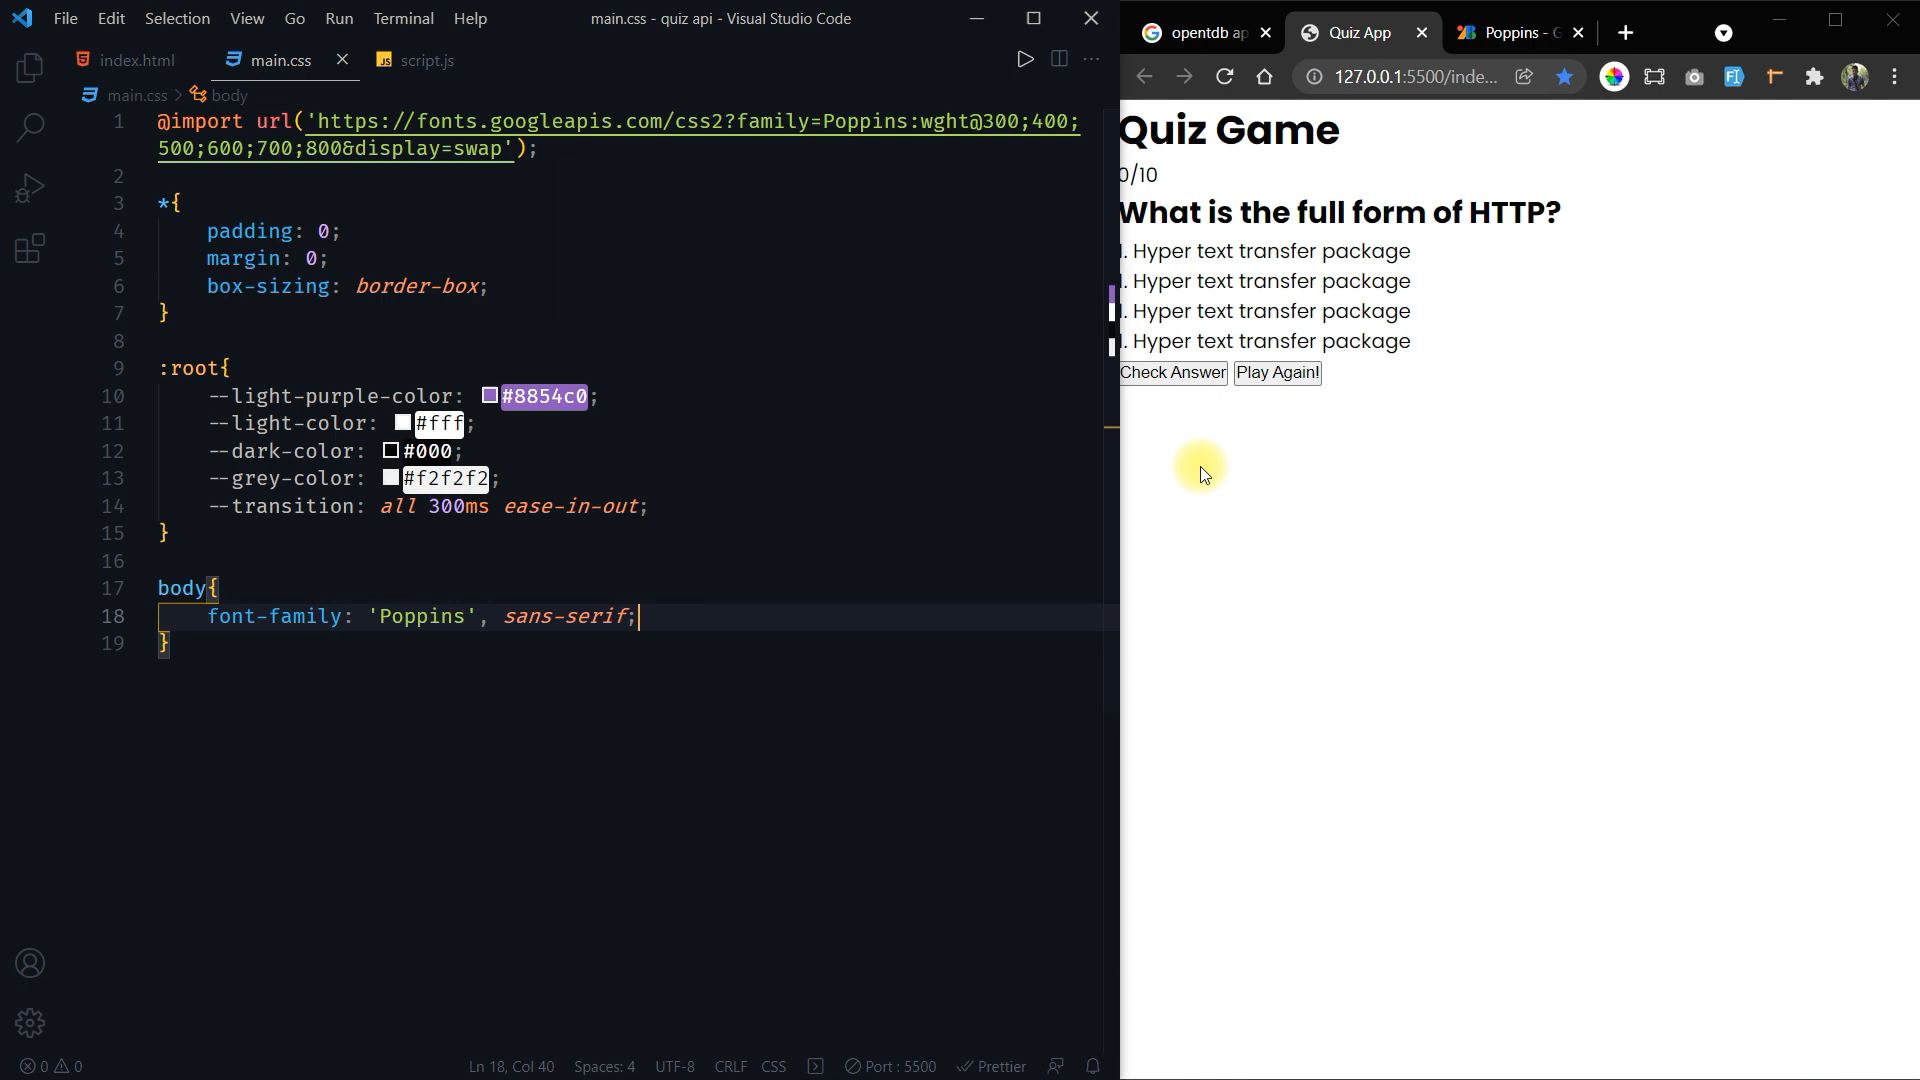 File Edit Selection View Go Run Terminal Help main.css - quiz api - Visual Studio Code
index.html main.css JS script.js
main.css > body
1 @import url('https://fonts.googleapis.com/css2?family=Poppins:wght@300;400;
500;600;700;800&display=swap');
2
3 *{
4 padding: 0;
5 margin: 0;
6 box-sizing: border-box;
7 }
8
9 :root{
10 --light-purple-color: #8854c0;
11 --light-color: #fff;
12 --dark-color: #000;
13 --grey-color: #f2f2f2;
14 --transition: all 300ms ease-in-out;
15 }
16
17 body{
18 font-family: 'Poppins', sans-serif;
19 }
0 0 Ln 18, Col 40 Spaces: 4 UTF-8 CRLF CSS Port : 5500 Prettier
opentdb ap Quiz App Poppins - G
127.0.0.1:5500/inde...
Quiz Game
0/10
What is the full form of HTTP?
1. Hyper text transfer package
1. Hyper text transfer package
1. Hyper text transfer package
1. Hyper text transfer package
Check Answer Play Again!